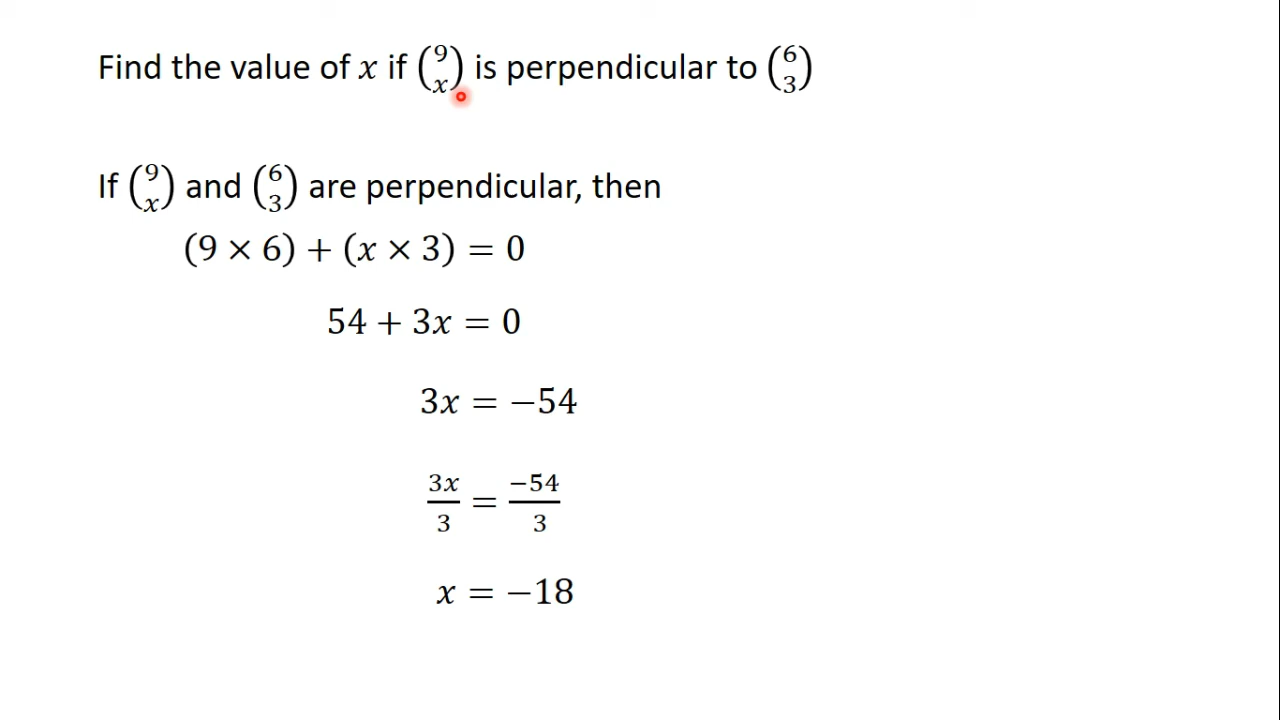 Find the value of x if (9 x) is perpendicular to (6 3)
If (9 x) and (6 3) are perpendicular, then
(9 × 6) + (x × 3) = 0
54 + 3x = 0
3x = −54
3x/3 = −54/3
x = −18